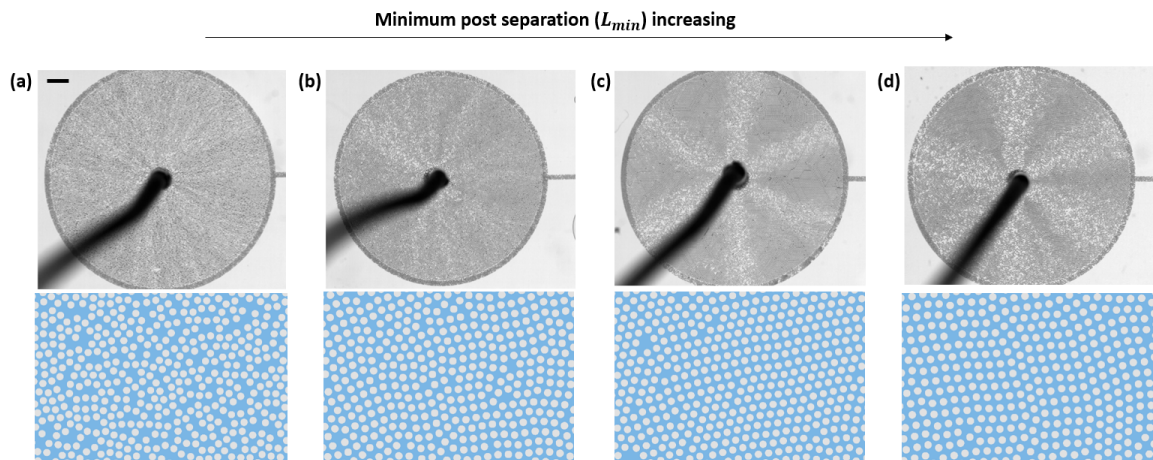 Minimum post separation (L_min) increasing
(a)
(b)
(c)
(d)